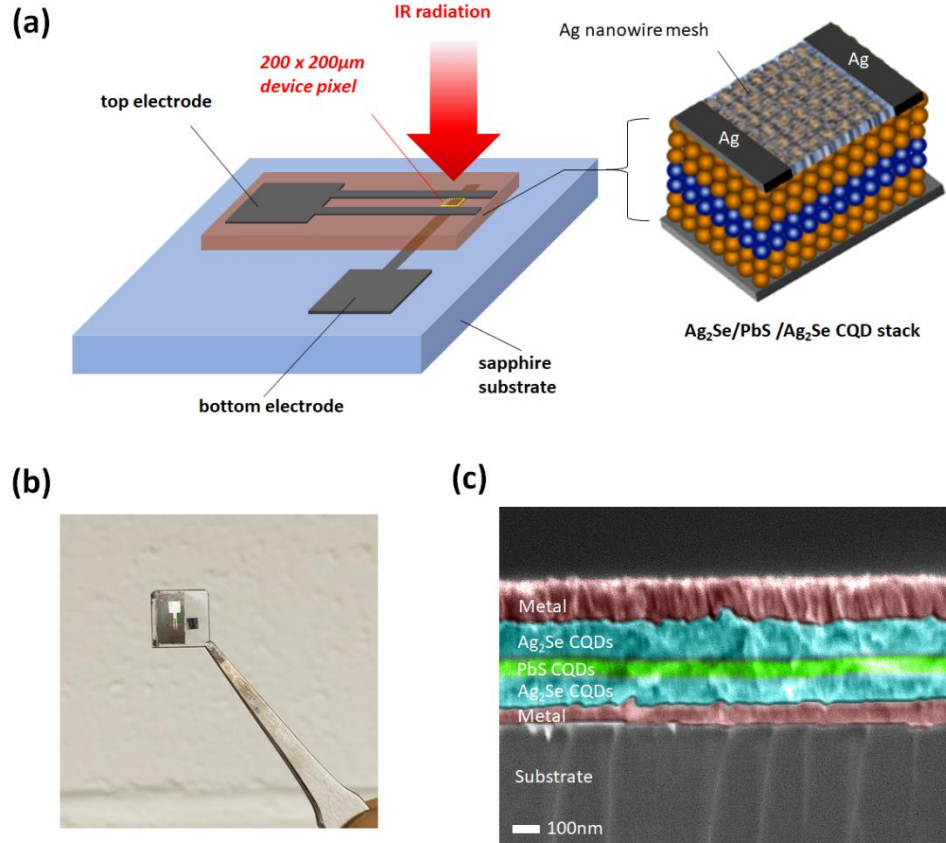 (a)
IR radiation
200 x 200µm
device pixel
top electrode
bottom electrode
sapphire
substrate
Ag nanowire mesh
Ag
Ag
Ag₂Se/PbS /Ag₂Se CQD stack
(b)
(c)
Metal
Ag₂Se CQDs
PbS CQDs
Ag₂Se CQDs
Metal
Substrate
100nm